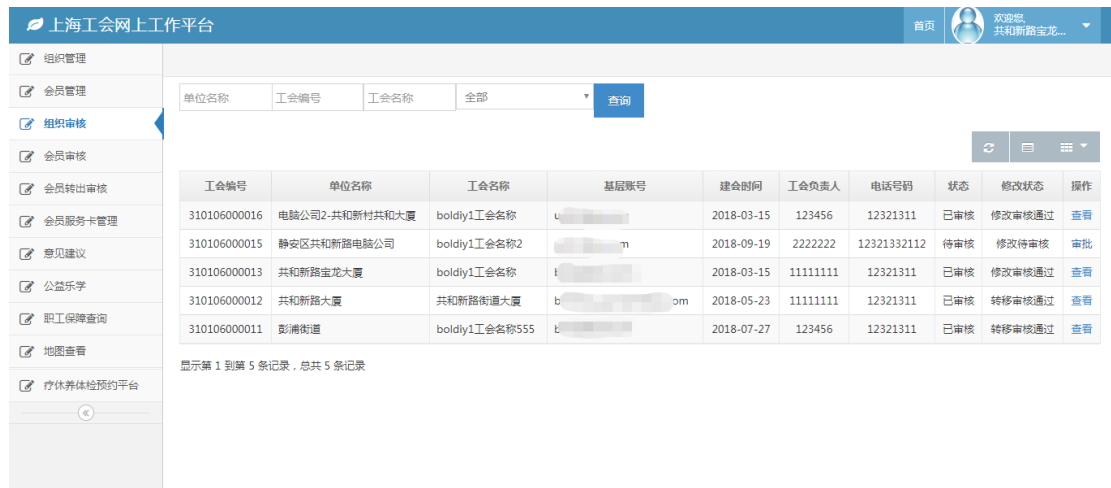 上海工会网上工作平台
首页
欢迎您,
共和新路宝龙...
组织管理
会员管理
组织审核
会员审核
会员转出审核
会员服务卡管理
意见建议
公益乐学
职工保障查询
地图查看
疗休养体检预约平台
单位名称 工会编号 工会名称 全部 查询
工会编号 单位名称 工会名称 基层账号 建会时间 工会负责人 电话号码 状态 修改状态 操作
310106000016 电脑公司2-共和新村共和大厦 boldiy1工会名称 2018-03-15 123456 12321311 已审核 修改审核通过 查看
310106000015 静安区共和新路电脑公司 boldiy1工会名称2 2018-09-19 2222222 12321332112 待审核 修改待审核 审批
310106000013 共和新路宝龙大厦 boldiy1工会名称 2018-03-15 11111111 12321311 已审核 修改审核通过 查看
310106000012 共和新路大厦 共和新路街道大厦 2018-05-23 11111111 12321311 已审核 转移审核通过 查看
310106000011 彭浦街道 boldiy1工会名称555 2018-07-27 123456 12321311 已审核 转移审核通过 查看
显示第 1 到第 5 条记录，总共 5 条记录